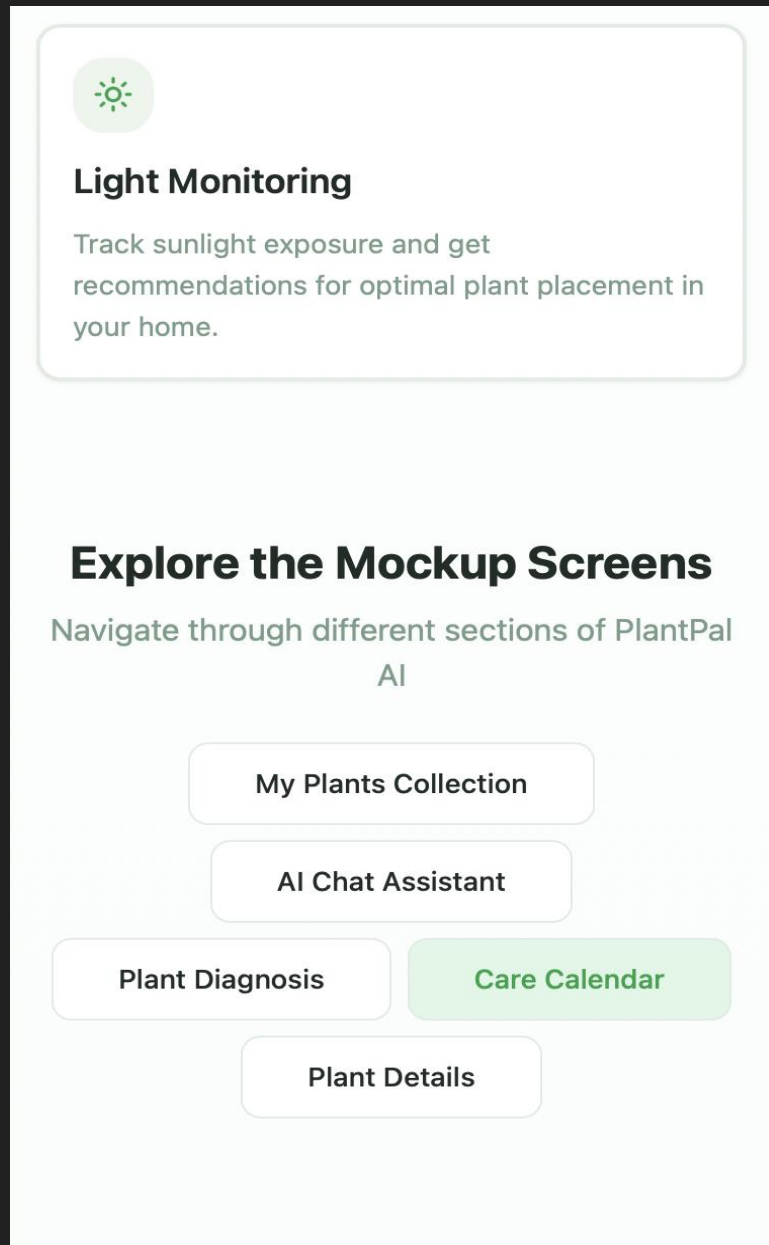 Light Monitoring
Track sunlight exposure and get
recommendations for optimal plant placement in
your home.
Explore the Mockup Screens
Navigate through different sections of PlantPal
AI
My Plants Collection
AI Chat Assistant
Plant Diagnosis
Care Calendar
Plant Details